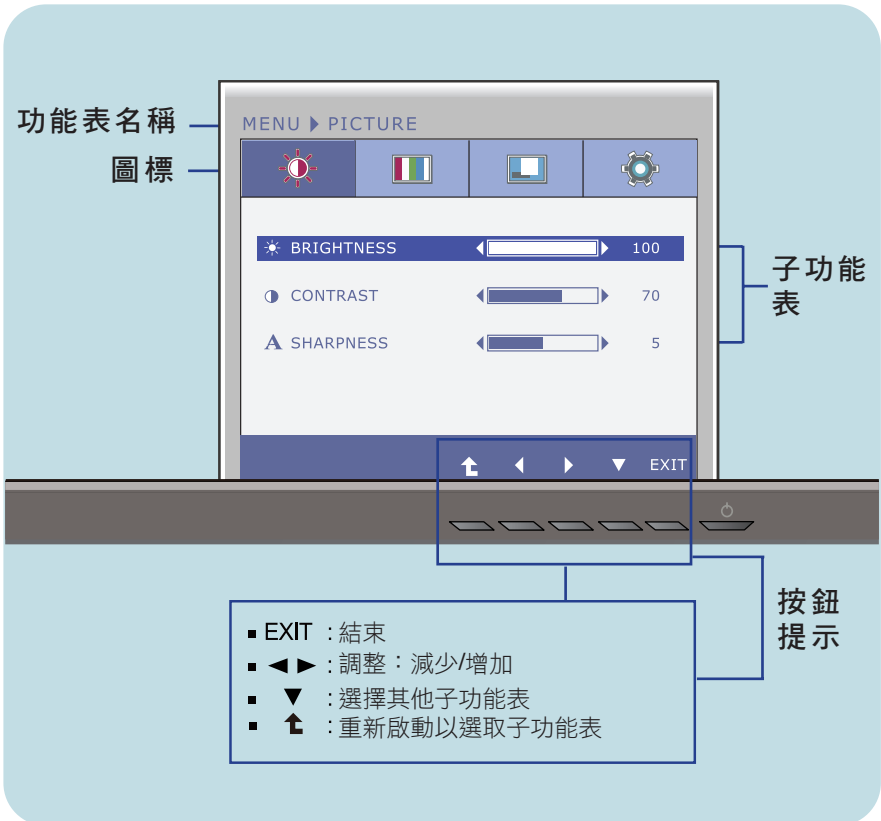 功能表名稱
圖標
MENU ▶ PICTURE
BRIGHTNESS 100
CONTRAST 70
A SHARPNESS 5
子功能
表
EXIT
按鈕
提示
▪ EXIT : 結束
▪ ◄ ► : 調整：減少/增加
▪ ▼ : 選擇其他子功能表
▪ ⮤ : 重新啟動以選取子功能表